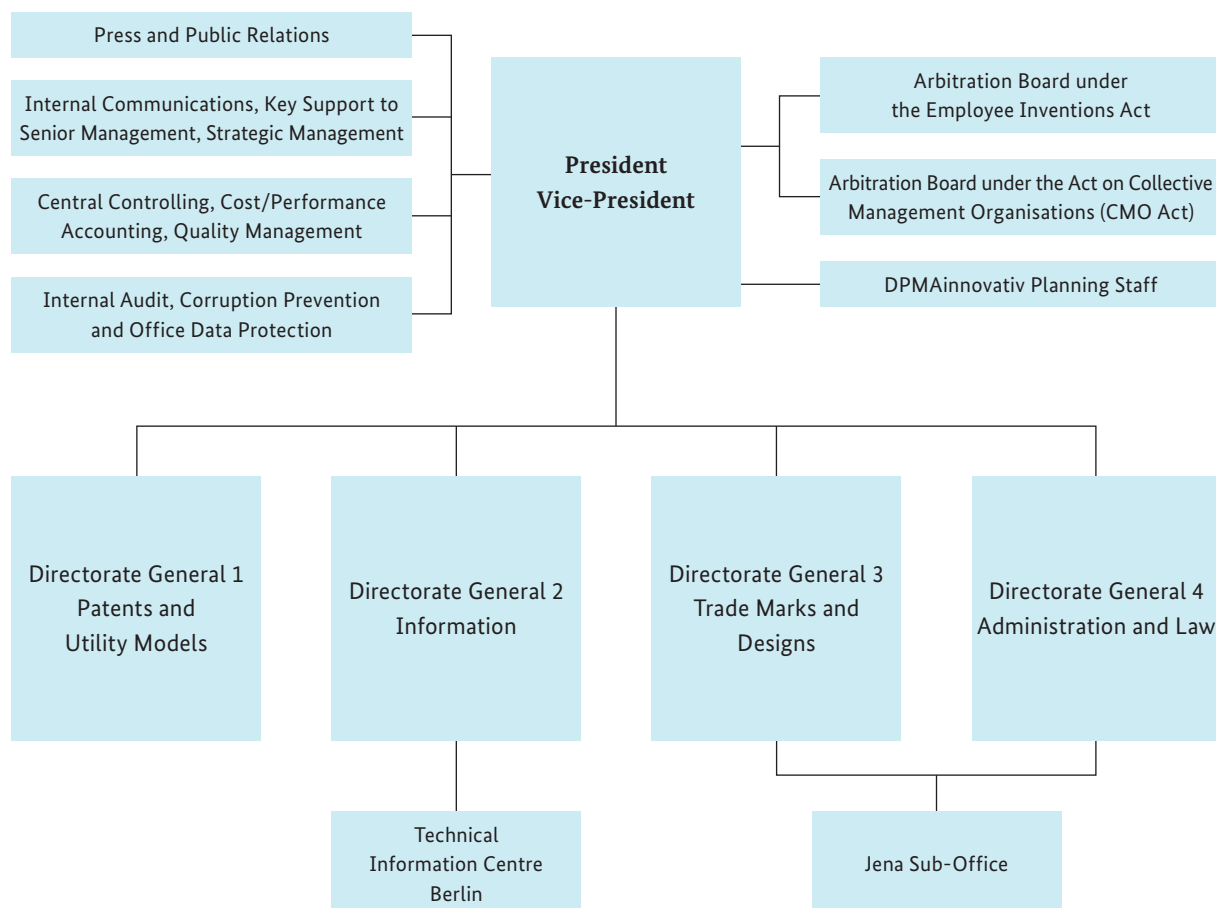 Press and Public Relations
Internal Communications, Key Support to
Senior Management, Strategic Management
Central Controlling, Cost/Performance
Accounting, Quality Management
Internal Audit, Corruption Prevention
and Office Data Protection
President
Vice-President
Arbitration Board under
the Employee Inventions Act
Arbitration Board under the Act on Collective
Management Organisations (CMO Act)
DPMAinnovativ Planning Staff
Directorate General 1
Patents and
Utility Models
Directorate General 2
Information
Directorate General 3
Trade Marks and
Designs
Directorate General 4
Administration and Law
Technical
Information Centre
Berlin
Jena Sub-Office